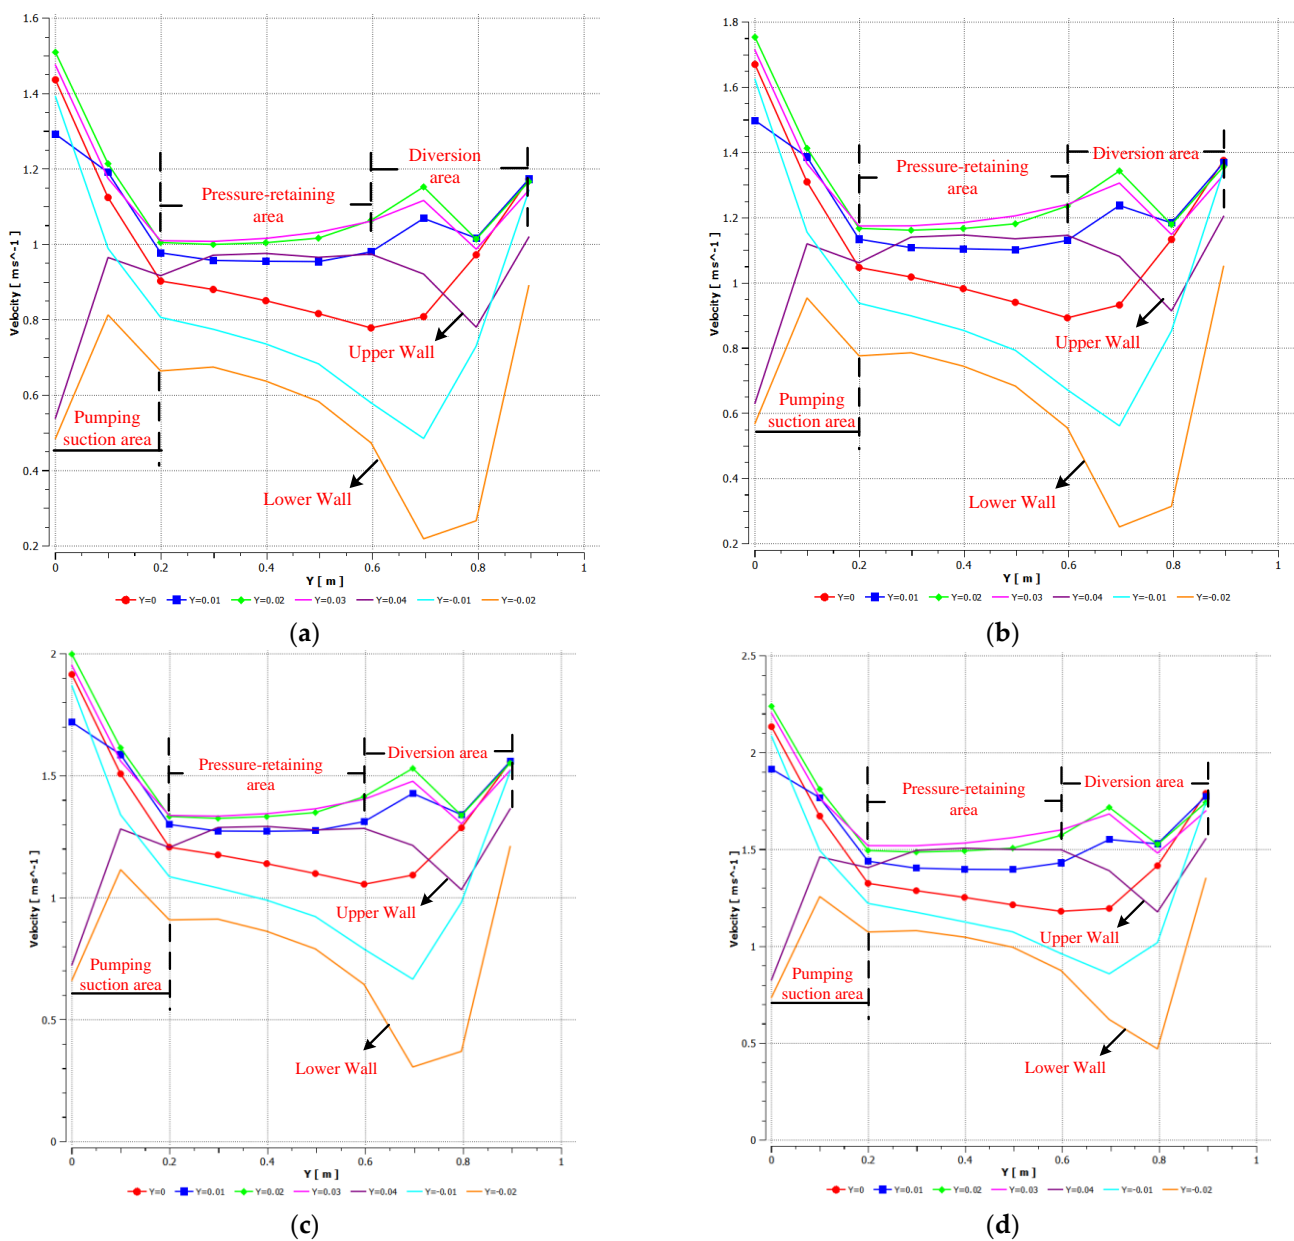 1.6
1.4
1.2
1
0.8
0.6
0.4
0.2
Velocity [ ms^-1 ]
Diversion
area
Pressure-retaining
area
Upper Wall
Pumping
suction area
Lower Wall
0 0.2 0.4 0.6 0.8 1
Y [ m ]
Y=0 Y=0.01 Y=0.02 Y=0.03 Y=0.04 Y=-0.01 Y=-0.02
(a)
1.8
1.6
1.4
1.2
1
0.8
0.6
0.4
0.2
Velocity [ ms^-1 ]
Diversion area
Pressure-retaining
area
Upper Wall
Pumping
suction area
Lower Wall
0 0.2 0.4 0.6 0.8 1
Y [ m ]
Y=0 Y=0.01 Y=0.02 Y=0.03 Y=0.04 Y=-0.01 Y=-0.02
(b)
2
1.5
1
0.5
0
Velocity [ ms^-1 ]
Diversion area
Pressure-retaining
area
Upper Wall
Pumping
suction area
Lower Wall
0 0.2 0.4 0.6 0.8 1
Y [ m ]
Y=0 Y=0.01 Y=0.02 Y=0.03 Y=0.04 Y=-0.01 Y=-0.02
(c)
2.5
2
1.5
1
0.5
0
Velocity [ ms^-1 ]
Diversion area
Pressure-retaining
area
Upper Wall
Pumping
suction area
Lower Wall
0 0.2 0.4 0.6 0.8 1
Y [ m ]
Y=0 Y=0.01 Y=0.02 Y=0.03 Y=0.04 Y=-0.01 Y=-0.02
(d)